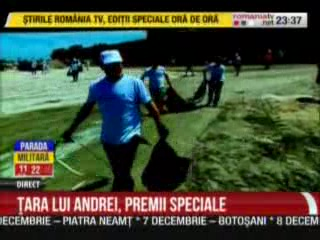 ȘTIRILE ROMÂNIA TV, EDIȚII SPECIALE ORĂ DE ORĂ
romaniatv
.net
23:37
PARADA
MILITARĂ
11 22
DIRECT
ȚARA LUI ANDREI, PREMII SPECIALE
DECEMBRIE – PIATRA NEAMȚ * 7 DECEMBRIE – BOTOȘANI * 8 DECEMBRIE